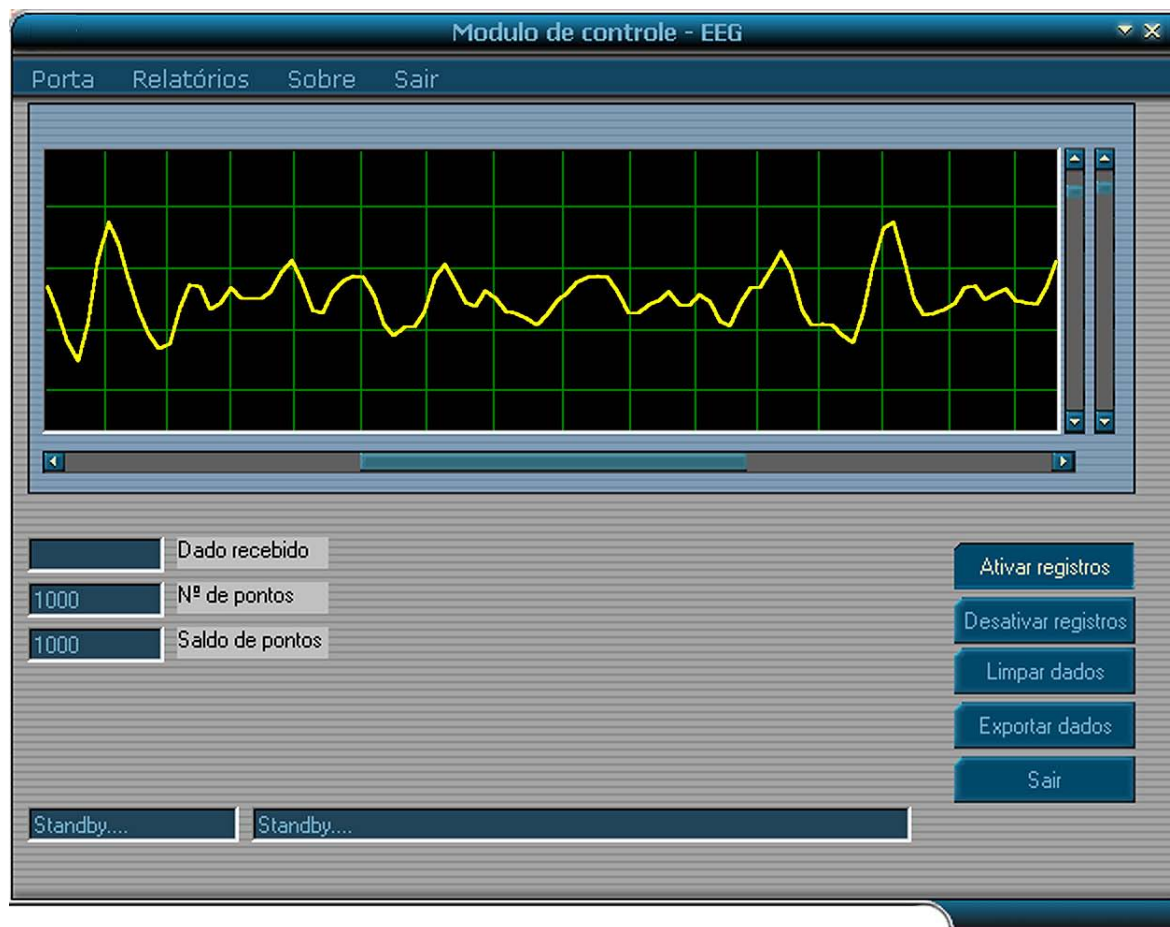 Modulo de controle - EEG
Porta Relatórios Sobre Sair
Dado recebido
1000 Nº de pontos
1000 Saldo de pontos
Ativar registros
Desativar registros
Limpar dados
Exportar dados
Sair
Standby.... Standby....